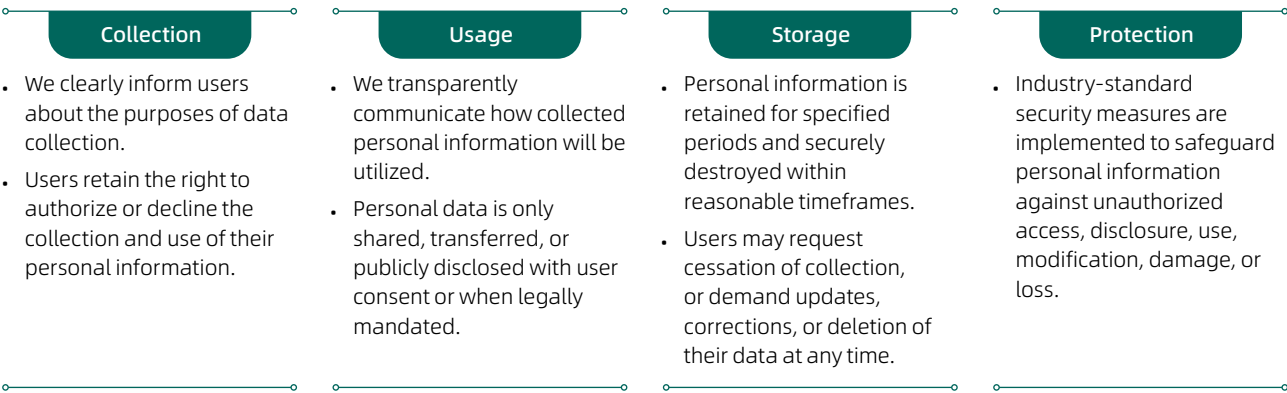 Collection
• We clearly inform users
about the purposes of data
collection.
• Users retain the right to
authorize or decline the
collection and use of their
personal information.
Usage
• We transparently
communicate how collected
personal information will be
utilized.
• Personal data is only
shared, transferred, or
publicly disclosed with user
consent or when legally
mandated.
Storage
• Personal information is
retained for specified
periods and securely
destroyed within
reasonable timeframes.
• Users may request
cessation of collection,
or demand updates,
corrections, or deletion of
their data at any time.
Protection
• Industry-standard
security measures are
implemented to safeguard
personal information
against unauthorized
access, disclosure, use,
modification, damage, or
loss.